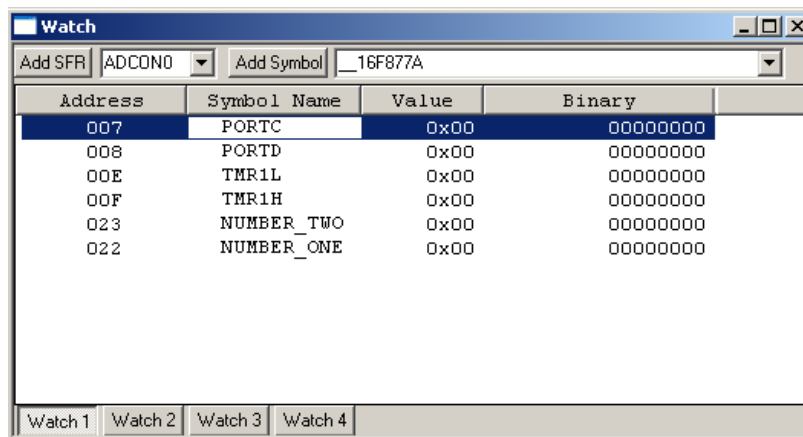 Watch
Add SFR ADCON0 Add Symbol __16F877A
Address Symbol Name Value Binary
007 PORTC 0x00 00000000
008 PORTD 0x00 00000000
00E TMR1L 0x00 00000000
00F TMR1H 0x00 00000000
023 NUMBER_TWO 0x00 00000000
022 NUMBER_ONE 0x00 00000000
Watch 1 Watch 2 Watch 3 Watch 4